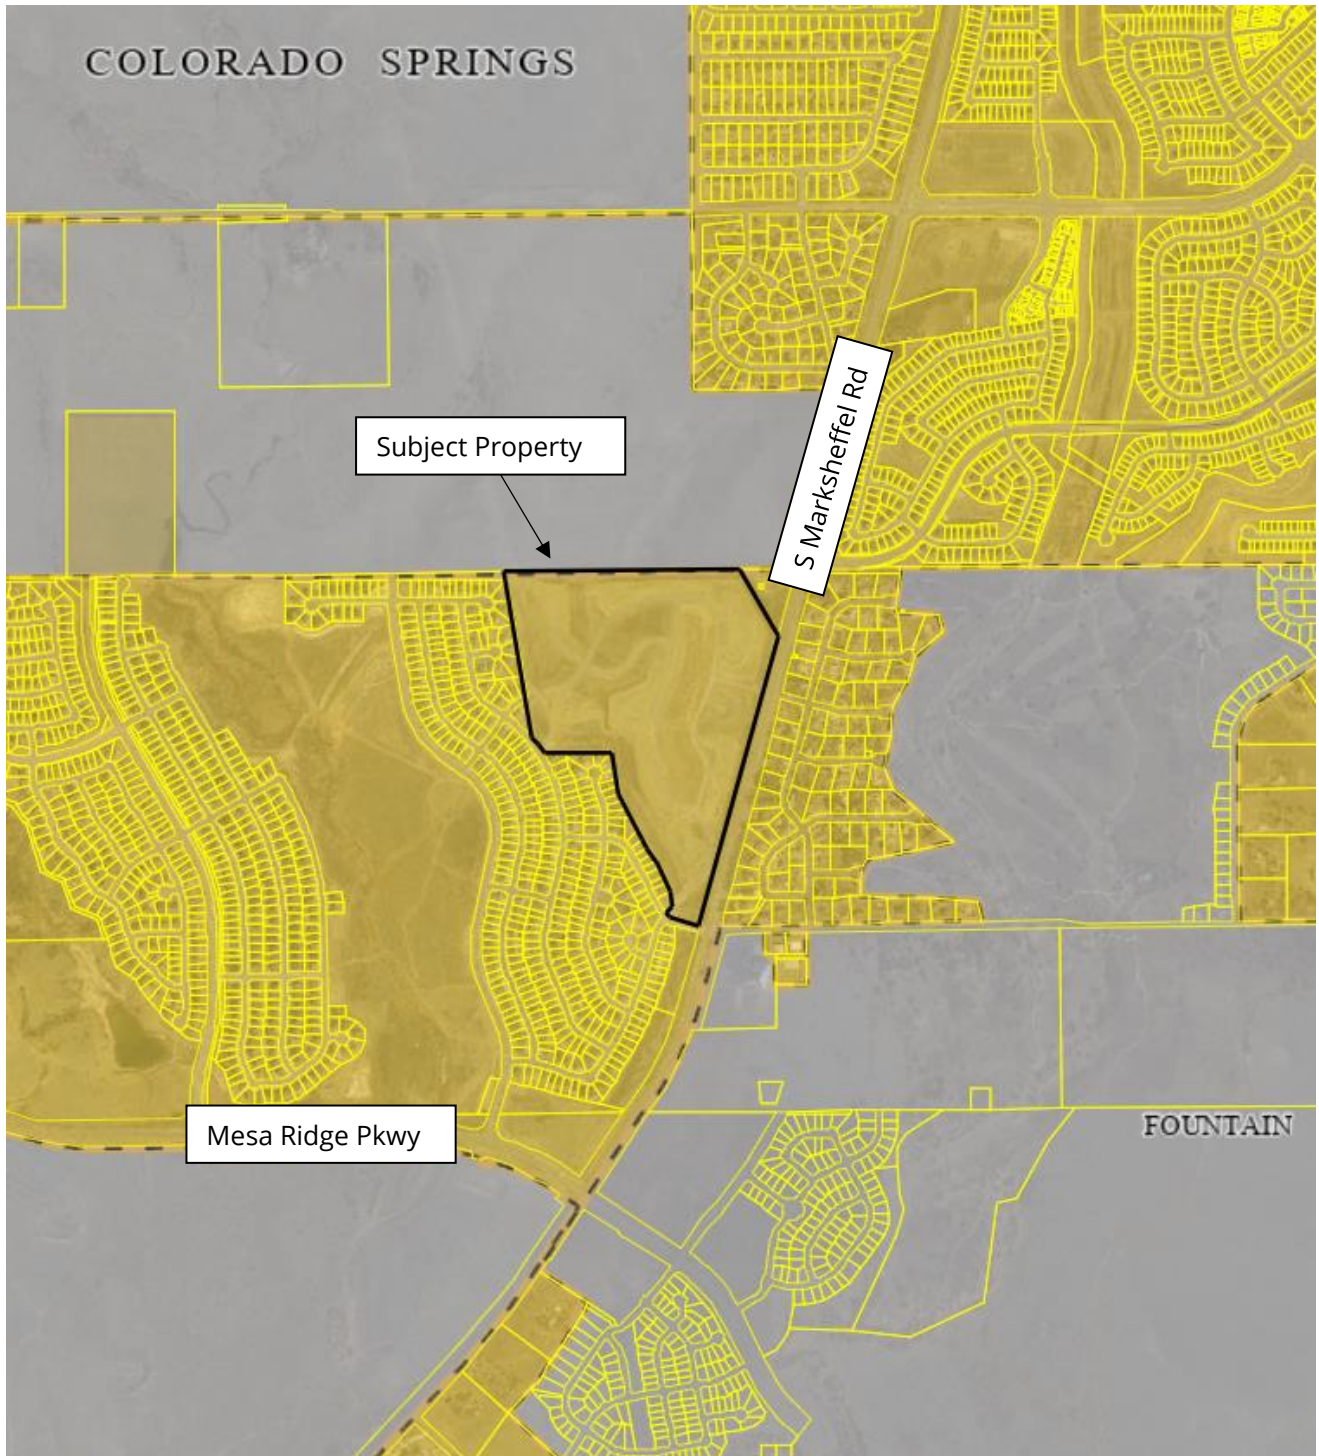 COLORADO SPRINGS
S Marksheffel Rd
Subject Property
Mesa Ridge Pkwy
FOUNTAIN